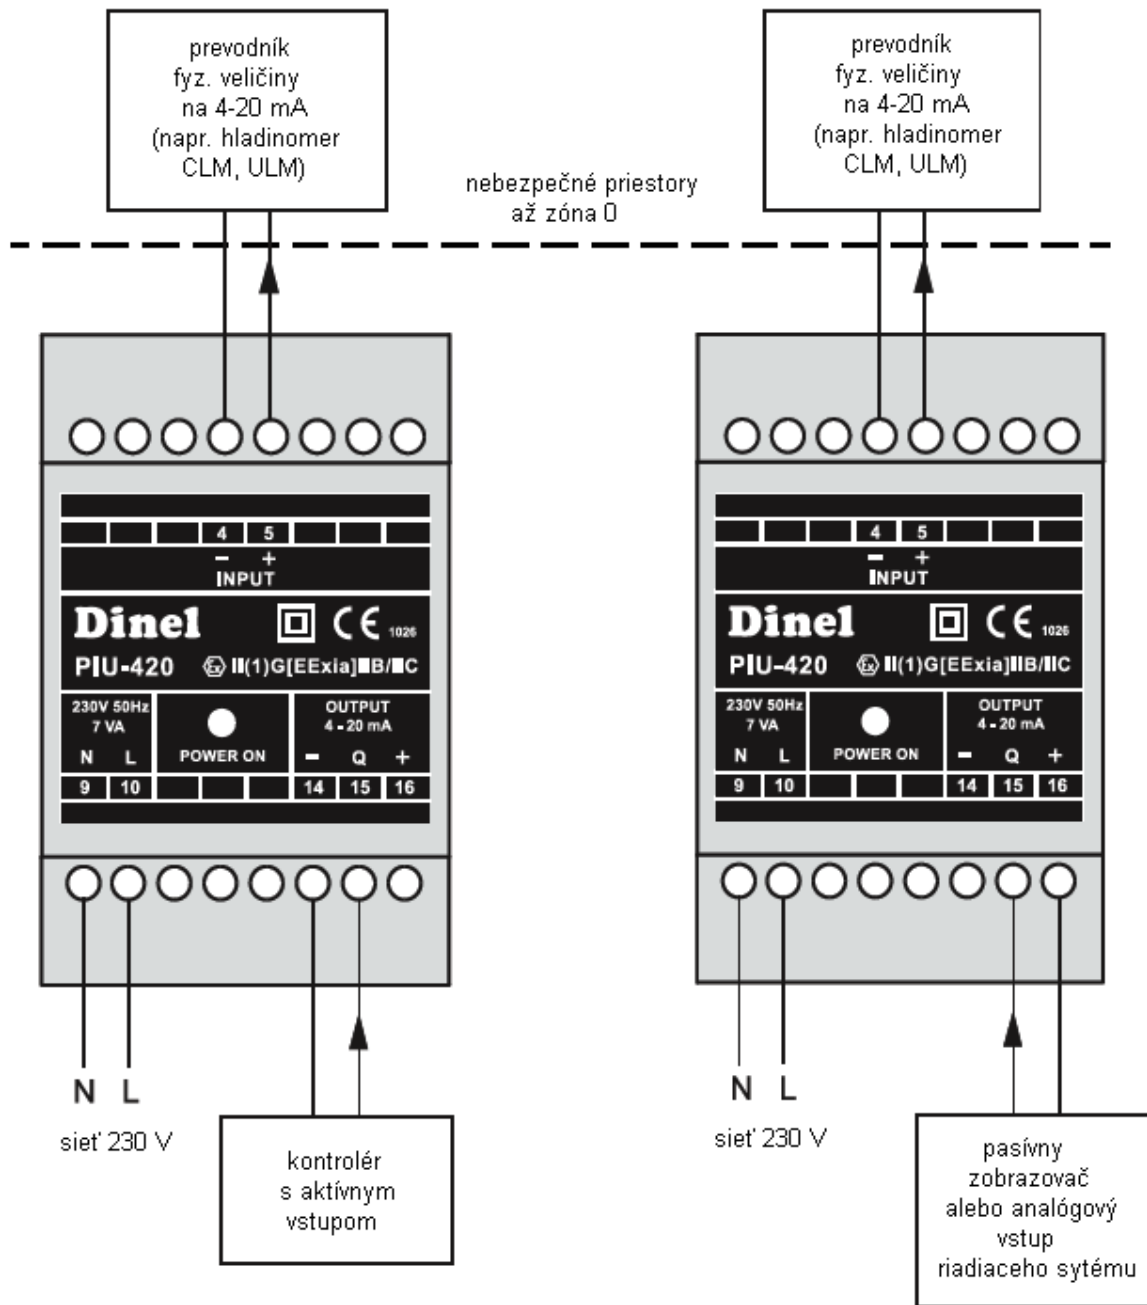 prevodník
fyz. veličiny
na 4-20 mA
(napr. hladinomer
CLM, ULM)
prevodník
fyz. veličiny
na 4-20 mA
(napr. hladinomer
CLM, ULM)
nebezpečné priestory
až zóna 0
4 5
- +
INPUT
Dinel CE 1026
PIU-420 Ex II(1)G[EExia]IIB/IIC
230V 50Hz
7 VA
N L
POWER ON
OUTPUT
4 - 20 mA
- Q +
9 10 14 15 16
N L
sieť 230 V
kontrolér
s aktívnym
vstupom
4 5
- +
INPUT
Dinel CE 1026
PIU-420 Ex II(1)G[EExia]IIB/IIC
230V 50Hz
7 VA
N L
POWER ON
OUTPUT
4 - 20 mA
- Q +
9 10 14 15 16
N L
sieť 230 V
pasívny
zobrazovač
alebo analógový
vstup
riadiaceho sytému